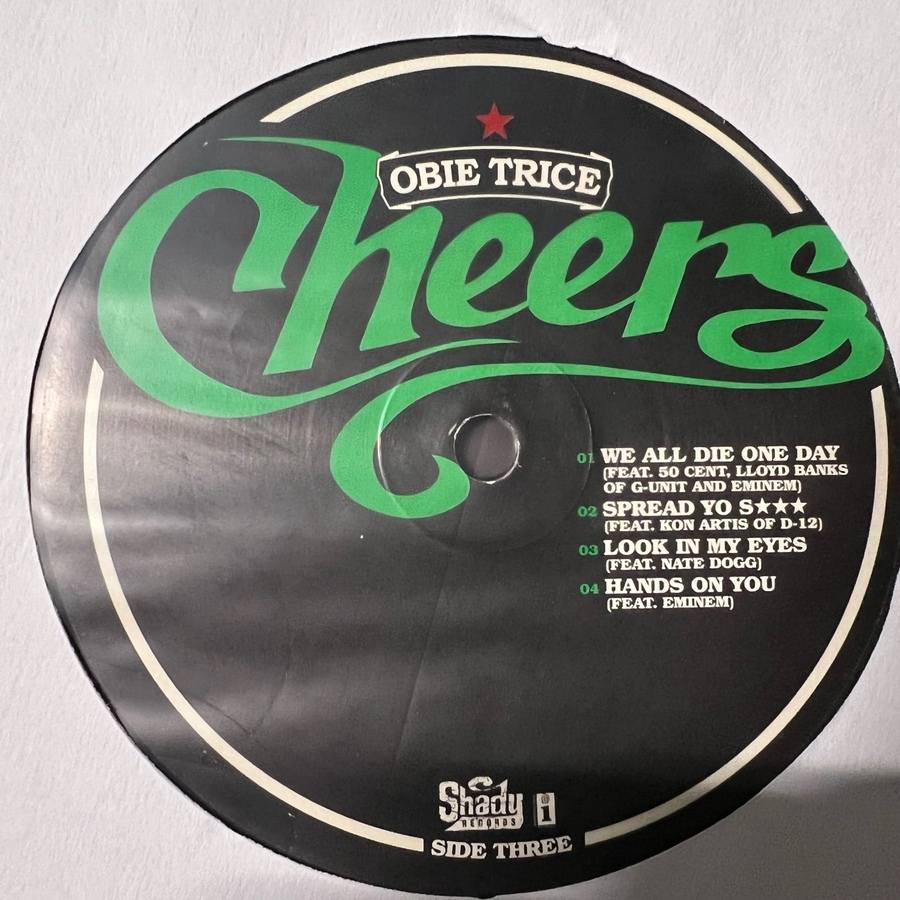 OBIE TRICE
Cheers
01 WE ALL DIE ONE DAY
(FEAT. 50 CENT, LLOYD BANKS
OF G-UNIT AND EMINEM)
02 SPREAD YO S★★★
(FEAT. KON ARTIS OF D-12)
03 LOOK IN MY EYES
(FEAT. NATE DOGG)
04 HANDS ON YOU
(FEAT. EMINEM)
Shady
RECORDS
i
SIDE THREE